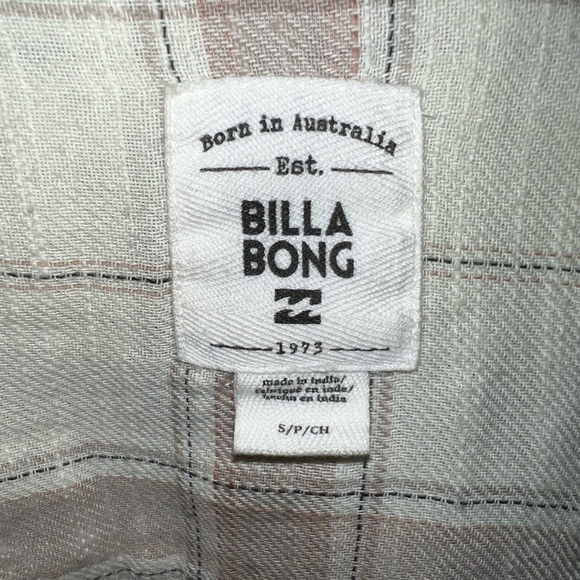 Born in Australia
Est.
BILLA
BONG
1973
made in india/
fabriqué en inde/
hecho en india
S/P/CH